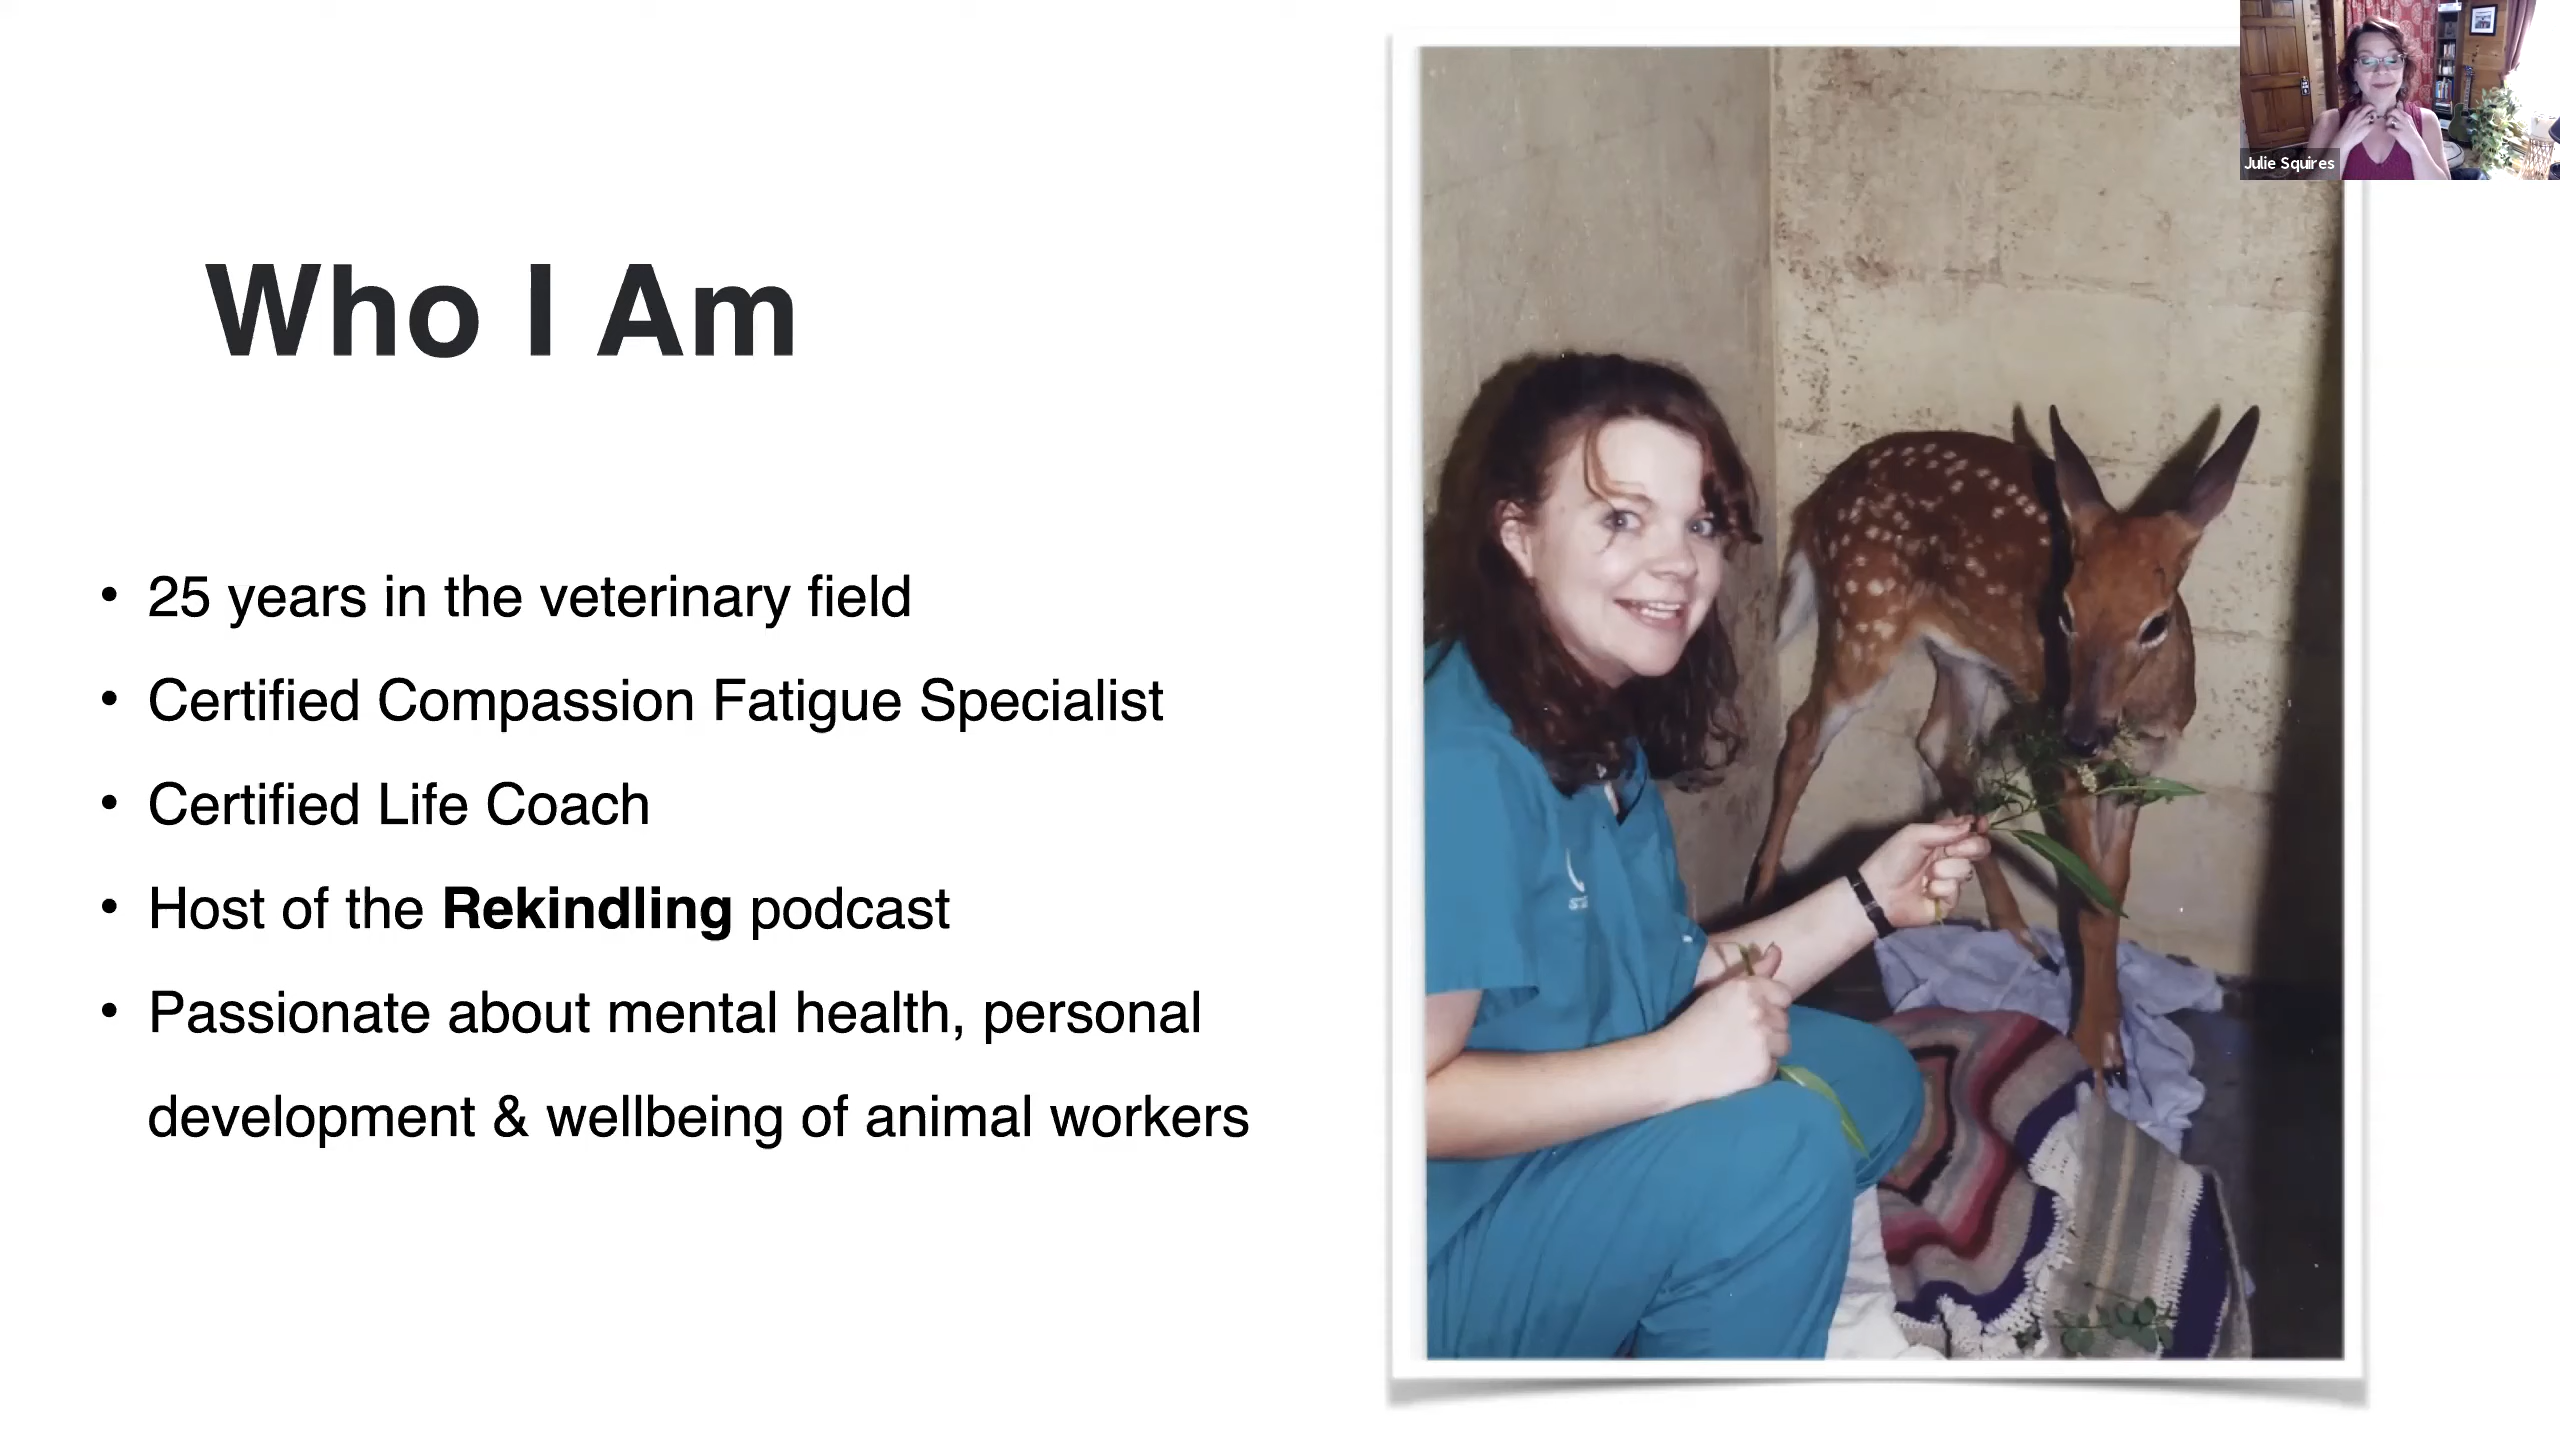 Julie Squires
Who I Am
• 25 years in the veterinary field
• Certified Compassion Fatigue Specialist
• Certified Life Coach
• Host of the Rekindling podcast
• Passionate about mental health, personal
development & wellbeing of animal workers